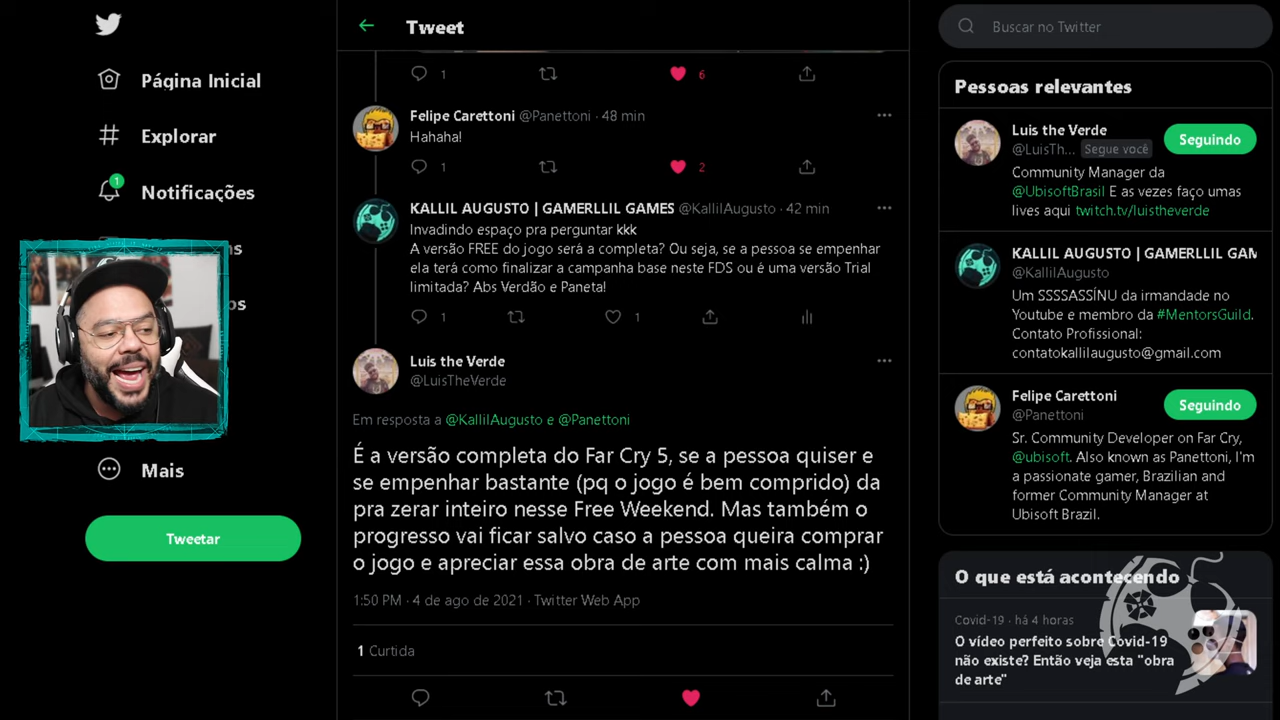 Página Inicial
Explorar
1
Notificações
Mais
Tweetar
Tweet
1
6
Felipe Carettoni @Panettoni · 48 min
Hahaha!
1
2
KALLIL AUGUSTO | GAMERLLIL GAMES @KallilAugusto · 42 min
Invadindo espaço pra perguntar kkk
A versão FREE do jogo será a completa? Ou seja, se a pessoa se empenhar
ela terá como finalizar a campanha base neste FDS ou é uma versão Trial
limitada? Abs Verdão e Paneta!
1
1
Luis the Verde
@LuisTheVerde
Em resposta a @KallilAugusto e @Panettoni
É a versão completa do Far Cry 5, se a pessoa quiser e
se empenhar bastante (pq o jogo é bem comprido) da
pra zerar inteiro nesse Free Weekend. Mas também o
progresso vai ficar salvo caso a pessoa queira comprar
o jogo e apreciar essa obra de arte com mais calma :)
1:50 PM · 4 de ago de 2021 · Twitter Web App
1 Curtida
Buscar no Twitter
Pessoas relevantes
Luis the Verde
@LuisTh... Segue você
Seguindo
Community Manager da
@UbisoftBrasil E as vezes faço umas
lives aqui twitch.tv/luistheverde
KALLIL AUGUSTO | GAMERLLIL GAM
@KallilAugusto
Um SSSSASSÍNU da irmandade no
Youtube e membro da #MentorsGuild.
Contato Profissional:
contatokallilaugusto@gmail.com
Felipe Carettoni
@Panettoni
Seguindo
Sr. Community Developer on Far Cry,
@ubisoft. Also known as Panettoni, I'm
a passionate gamer, Brazilian and
former Community Manager at
Ubisoft Brazil.
O que está acontecendo
Covid-19 · há 4 horas
O vídeo perfeito sobre Covid-19
não existe? Então veja esta "obra
de arte"